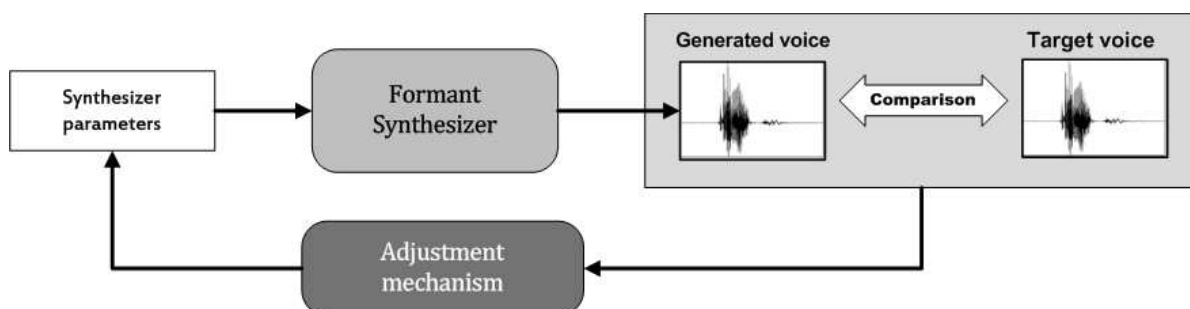 Synthesizer
parameters
Formant
Synthesizer
Generated voice
Comparison
Target voice
Adjustment
mechanism